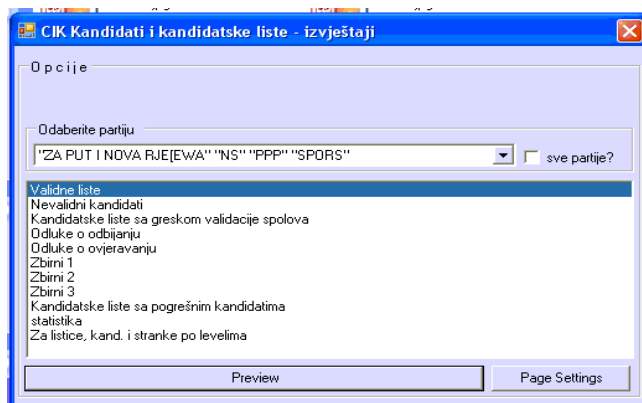 CIK Kandidati i kandidatske liste - izvještaji
Opcije
Odaberite partiju
"ZA PUT I NOVA RJE[EWA" "NS" "PPP" "SPORS"
sve partije?
Validne liste
Nevalidni kandidati
Kandidatske liste sa greskom validacije spolova
Odluke o odbijanju
Odluke o ovjeravanju
Zbirni 1
Zbirni 2
Zbirni 3
Kandidatske liste sa pogrešnim kandidatima
statistika
Za listice, kand. i stranke po levelima
Preview
Page Settings